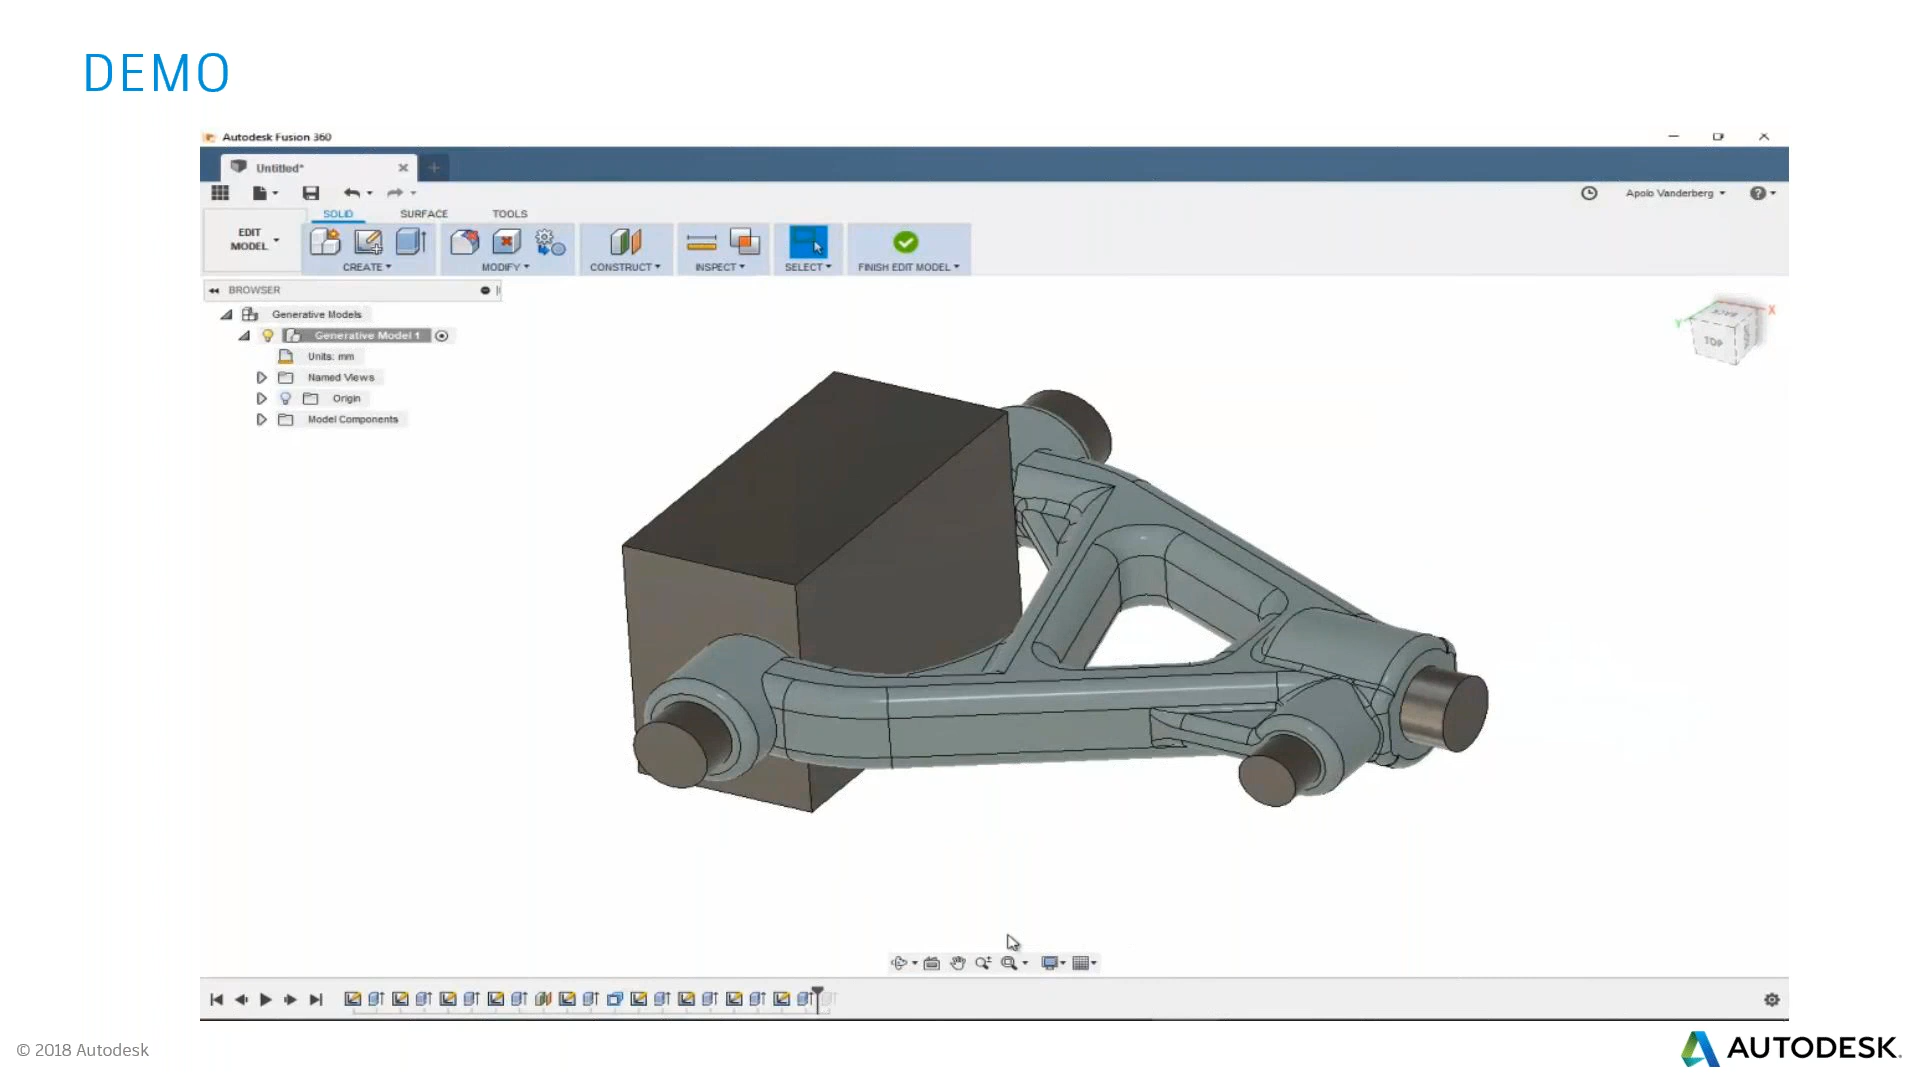 DEMO
Autodesk Fusion 360
Untitled*
Apolo Vanderberg
SOLID SURFACE TOOLS
EDIT MODEL
CREATE MODIFY CONSTRUCT INSPECT SELECT FINISH EDIT MODEL
BROWSER
Generative Models
Generative Model 1
Units: mm
Named Views
Origin
Model Components
BACK
TOP
X
Y
© 2018 Autodesk
AUTODESK.